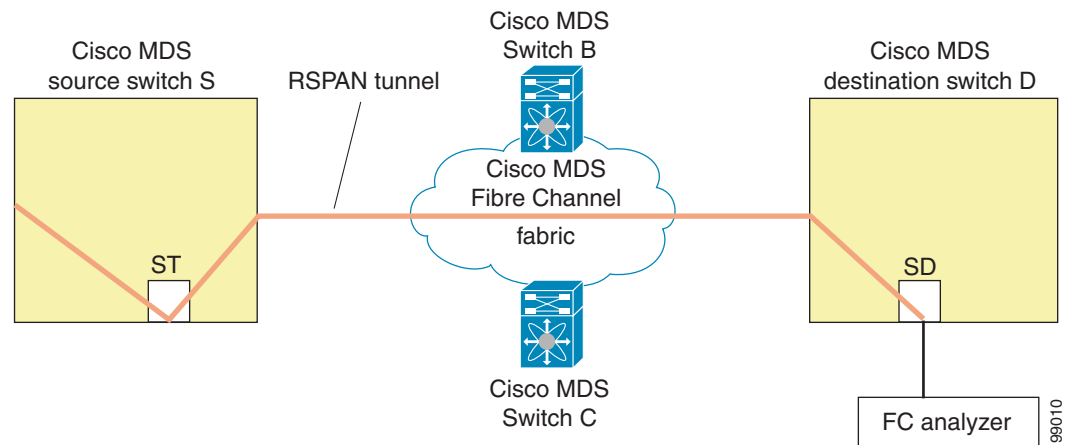 Cisco MDS
source switch S
RSPAN tunnel
Cisco MDS
Switch B
Cisco MDS
destination switch D
Cisco MDS
Fibre Channel
fabric
ST
SD
Cisco MDS
Switch C
FC analyzer
99010